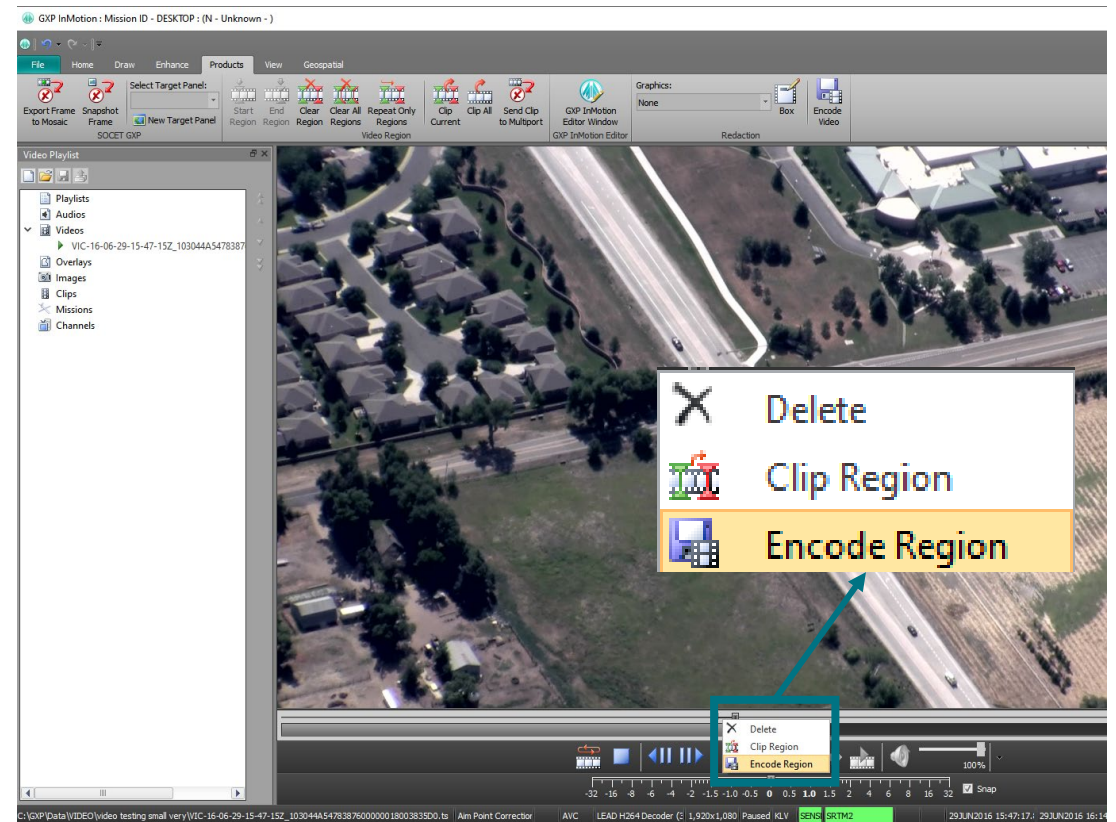 GXP InMotion : Mission ID - DESKTOP : (N - Unknown - )
File Home Draw Enhance Products View Geospatial
Export Frame to Mosaic
Snapshot Frame
Select Target Panel:
New Target Panel
SOCET GXP
Start Region
End Region
Clear Region
Clear All Regions
Repeat Only Regions
Clip Current
Clip All
Send Clip to Multiport
Video Region
GXP InMotion Editor Window
GXP InMotion Editor
Graphics:
None
Box
Encode Video
Redaction
Video Playlist
Playlists
Audios
Videos
VIC-16-06-29-15-47-15Z_103044A5478387
Overlays
Images
Clips
Missions
Channels
Delete
Clip Region
Encode Region
Delete
Clip Region
Encode Region
100%
-32 -16 -8 -6 -4 -2 -1.5 -1.0 -0.5 0 0.5 1.0 1.5 2 4 6 8 16 32
Snap
C:\GXP\Data\VIDEO\video testing small very\VIC-16-06-29-15-47-15Z_103044A5478387600000018003835D0.ts Aim Point Correction AVC LEAD H264 Decoder (3 1,920x1,080 Paused KLV SENSI SRTM2 29JUN2016 15:47:17.8 29JUN2016 16:14